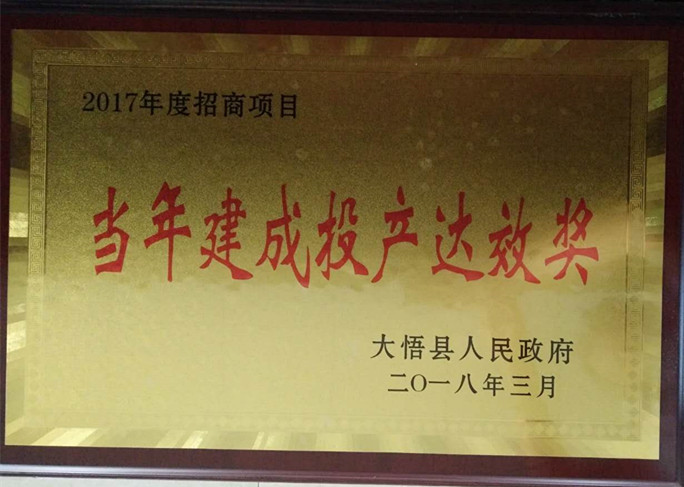 2017年度招商项目
当年建成投产达效奖
大悟县人民政府
二〇一八年三月